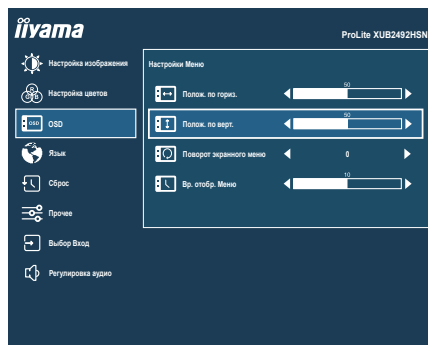 iiyama
ProLite XUB2492HSN
Настройка изображения
Настройки Меню
Настройка цветов
R
G B
Полож. по гориз.
50
OSD
OSD
Полож. по верт.
50
Язык
Поворот экранного меню
0
Сброс
Вр. отобр. Меню
10
Прочее
Выбор Вход
Регулировка аудио